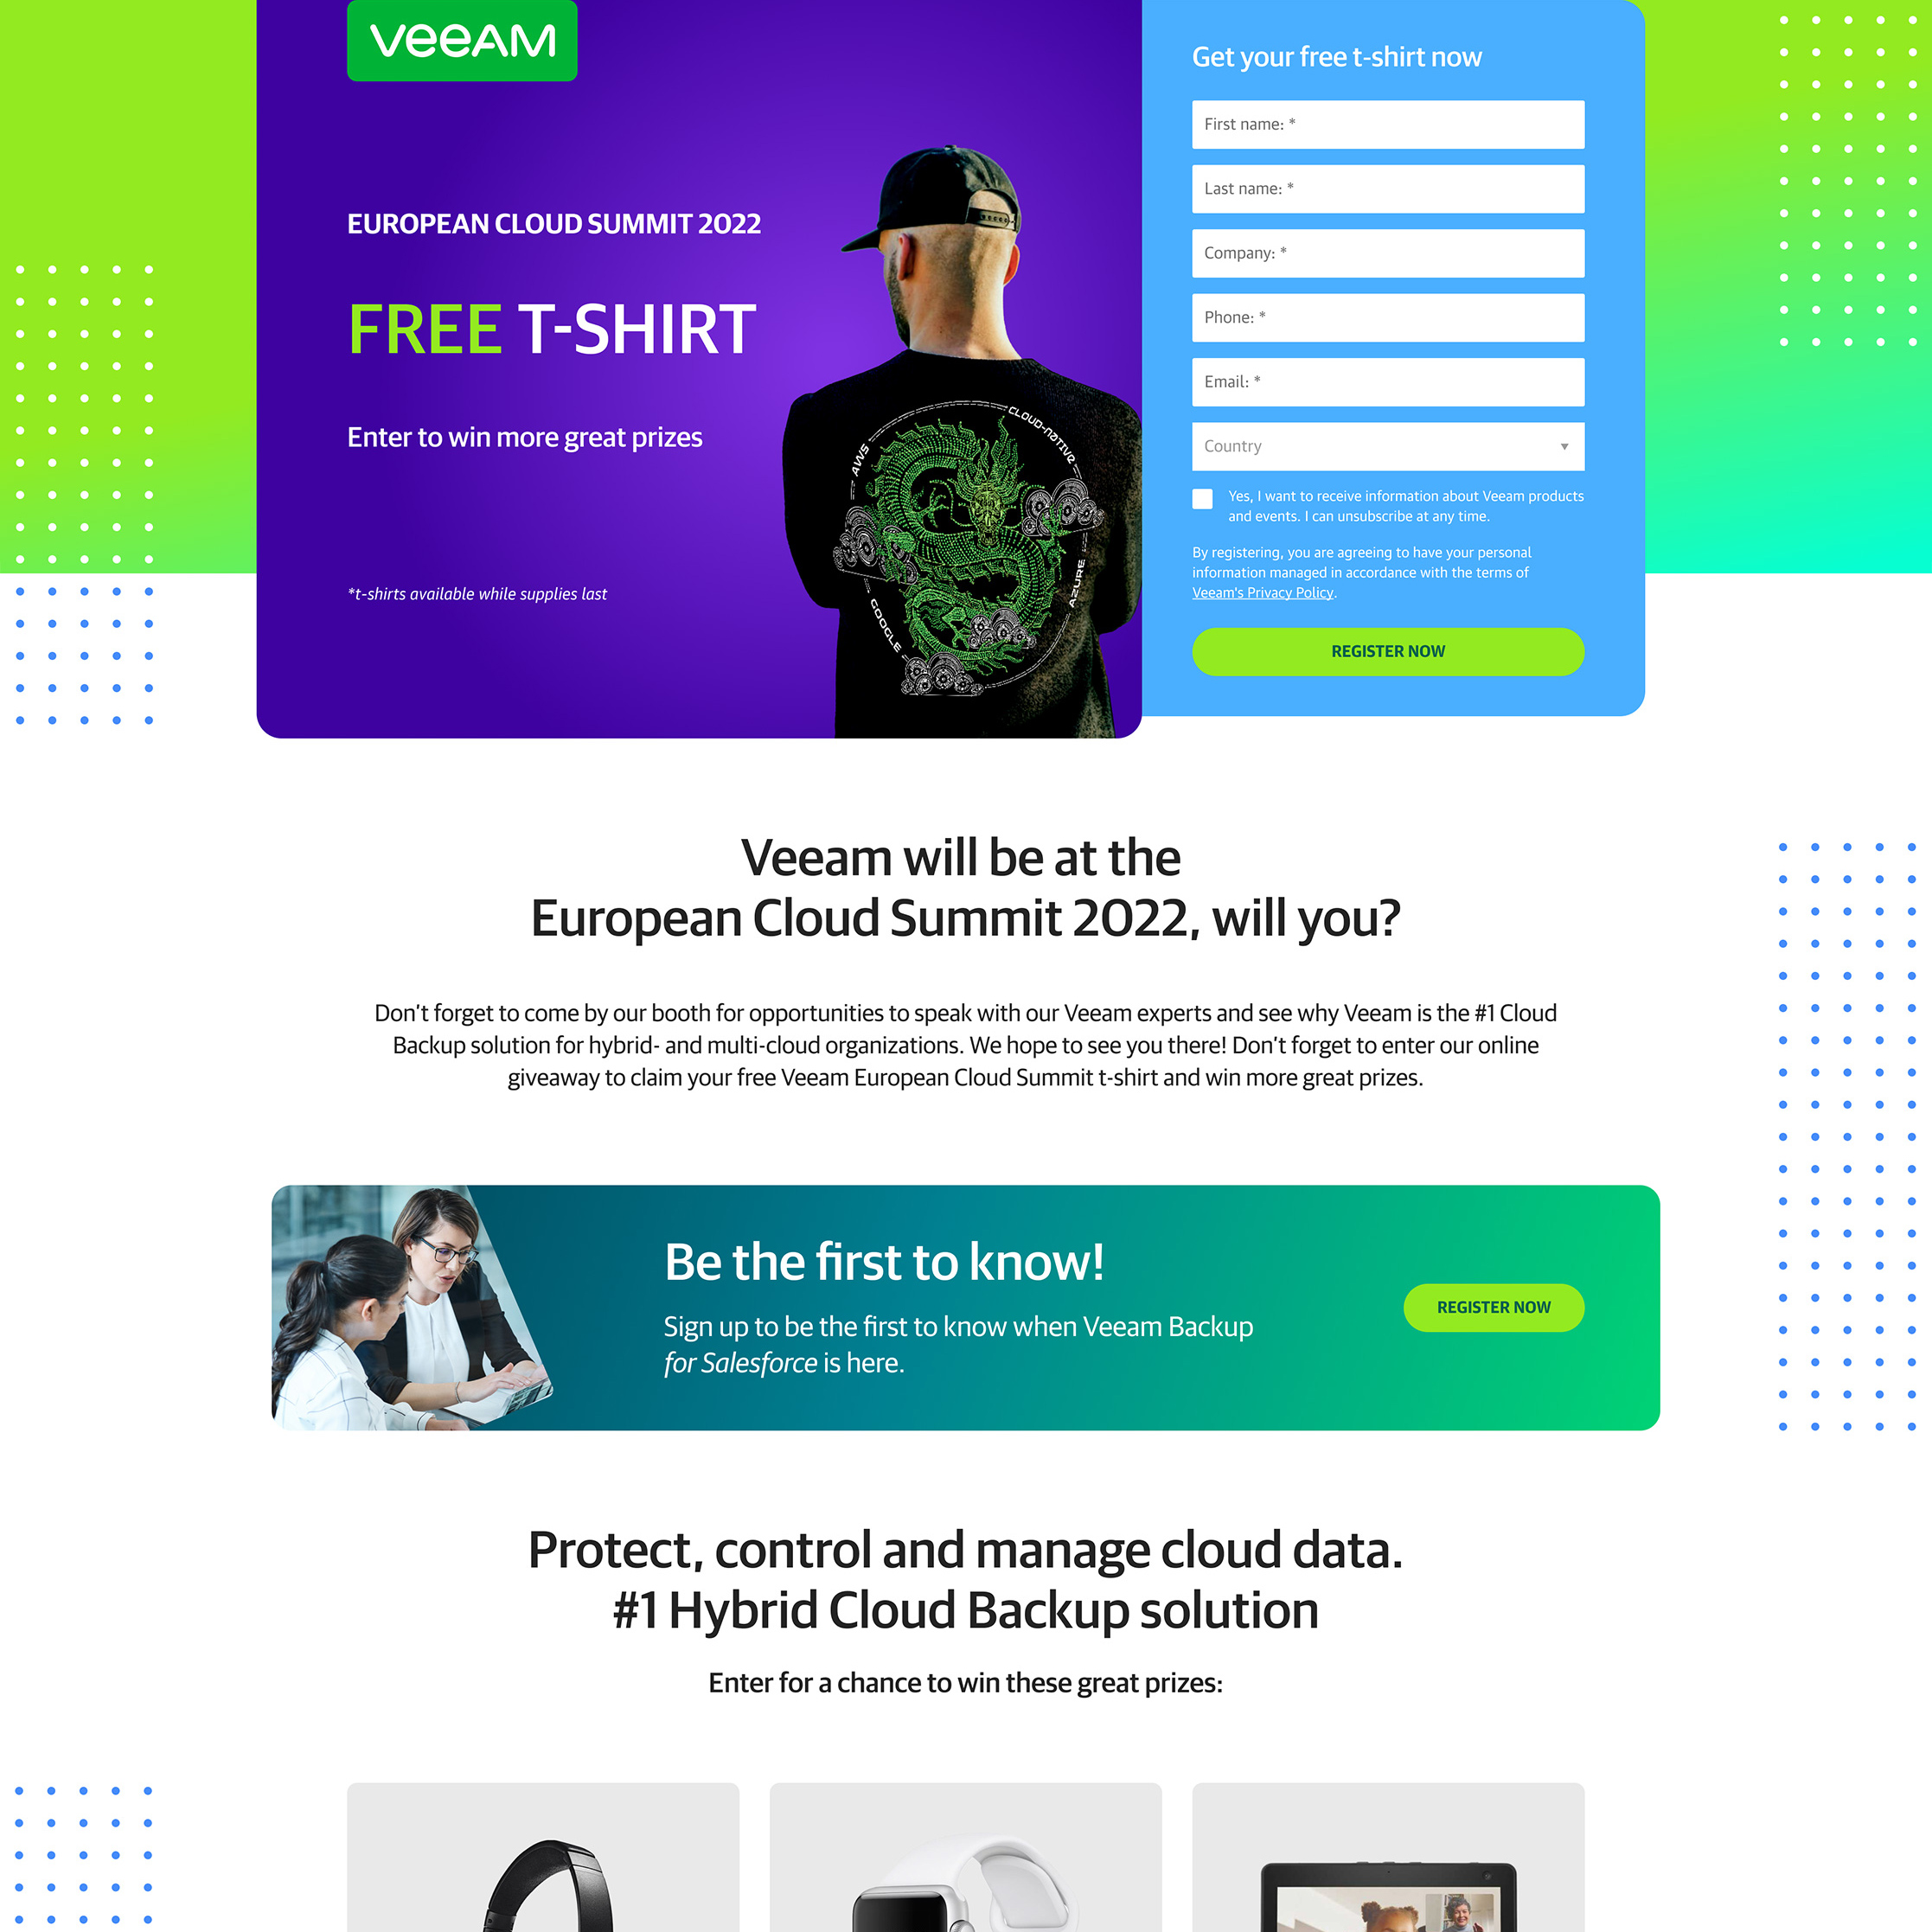 veeAM
EUROPEAN CLOUD SUMMIT 2022
FREE T-SHIRT
Enter to win more great prizes
*t-shirts available while supplies last
AWS
CLOUD-NATIVE
AZURE
GOOGLE
Get your free t-shirt now
First name: *
Last name: *
Company: *
Phone: *
Email: *
Country
Yes, I want to receive information about Veeam products
and events. I can unsubscribe at any time.
By registering, you are agreeing to have your personal
information managed in accordance with the terms of
Veeam's Privacy Policy.
REGISTER NOW
Veeam will be at the
European Cloud Summit 2022, will you?
Don't forget to come by our booth for opportunities to speak with our Veeam experts and see why Veeam is the #1 Cloud
Backup solution for hybrid- and multi-cloud organizations. We hope to see you there! Don't forget to enter our online
giveaway to claim your free Veeam European Cloud Summit t-shirt and win more great prizes.
Be the first to know!
Sign up to be the first to know when Veeam Backup
for Salesforce is here.
REGISTER NOW
Protect, control and manage cloud data.
#1 Hybrid Cloud Backup solution
Enter for a chance to win these great prizes: